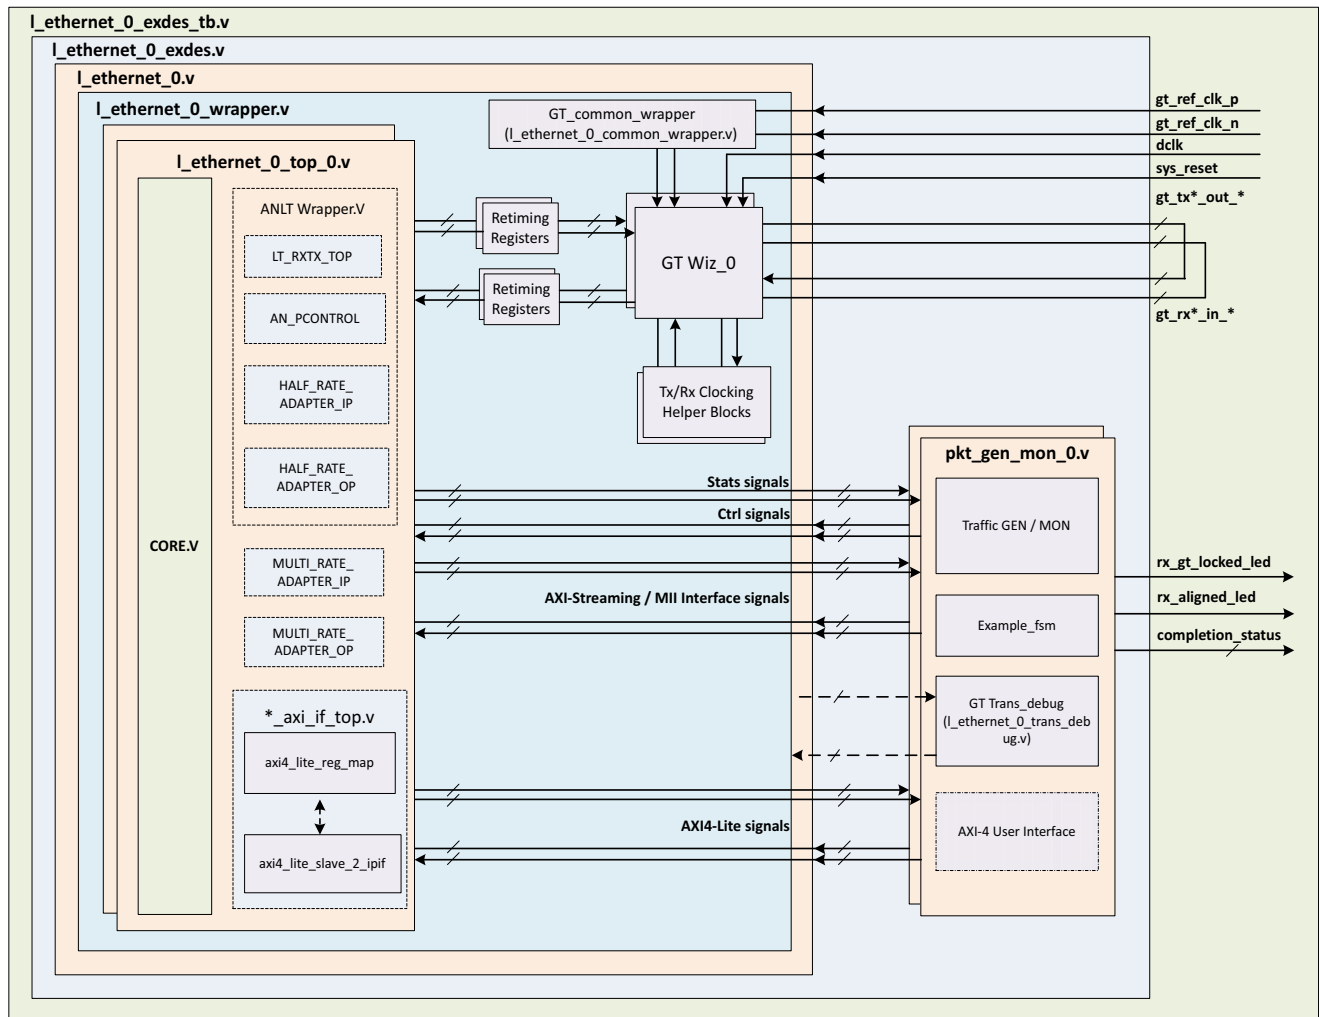 l_ethernet_0_exdes_tb.v
l_ethernet_0_exdes.v
l_ethernet_0.v
l_ethernet_0_wrapper.v
l_ethernet_0_top_0.v
CORE.V
ANLT Wrapper.V
LT_RXTX_TOP
AN_PCONTROL
HALF_RATE_
ADAPTER_IP
HALF_RATE_
ADAPTER_OP
MULTI_RATE_
ADAPTER_IP
MULTI_RATE_
ADAPTER_OP
*_axi_if_top.v
axi4_lite_reg_map
axi4_lite_slave_2_ipif
GT_common_wrapper
(l_ethernet_0_common_wrapper.v)
Retiming
Registers
Retiming
Registers
GT Wiz_0
Tx/Rx Clocking
Helper Blocks
Stats signals
Ctrl signals
AXI-Streaming / MII Interface signals
AXI4-Lite signals
pkt_gen_mon_0.v
Traffic GEN / MON
Example_fsm
GT Trans_debug
(l_ethernet_0_trans_deb
ug.v)
AXI-4 User Interface
gt_ref_clk_p
gt_ref_clk_n
dclk
sys_reset
gt_tx*_out_*
gt_rx*_in_*
rx_gt_locked_led
rx_aligned_led
completion_status